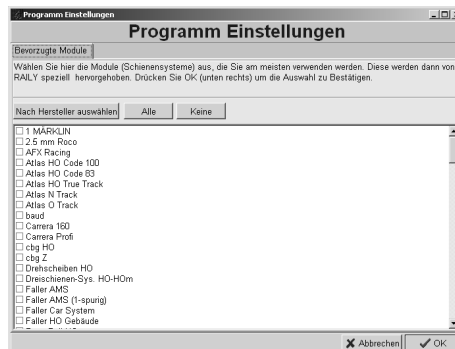 Programm Einstellungen
Programm Einstellungen
Bevorzugte Module
Wählen Sie hier die Module (Schienensysteme) aus, die Sie am meisten verwenden werden. Diese werden dann von
RAILY speziell hervorgehoben. Drücken Sie OK (unten rechts) um die Auswahl zu Bestätigen.
Nach Hersteller auswählen Alle Keine
1 MÄRKLIN
2.5 mm Roco
AFX Racing
Atlas HO Code 100
Atlas HO Code 83
Atlas HO True Track
Atlas N Track
Atlas O Track
baud
Carrera 160
Carrera Profi
cbg HO
cbg Z
Drehscheiben HO
Dreischienen-Sys. HO-HOm
Faller AMS
Faller AMS (1-spurig)
Faller Car System
Faller HO Gebäude
Abbrechen OK